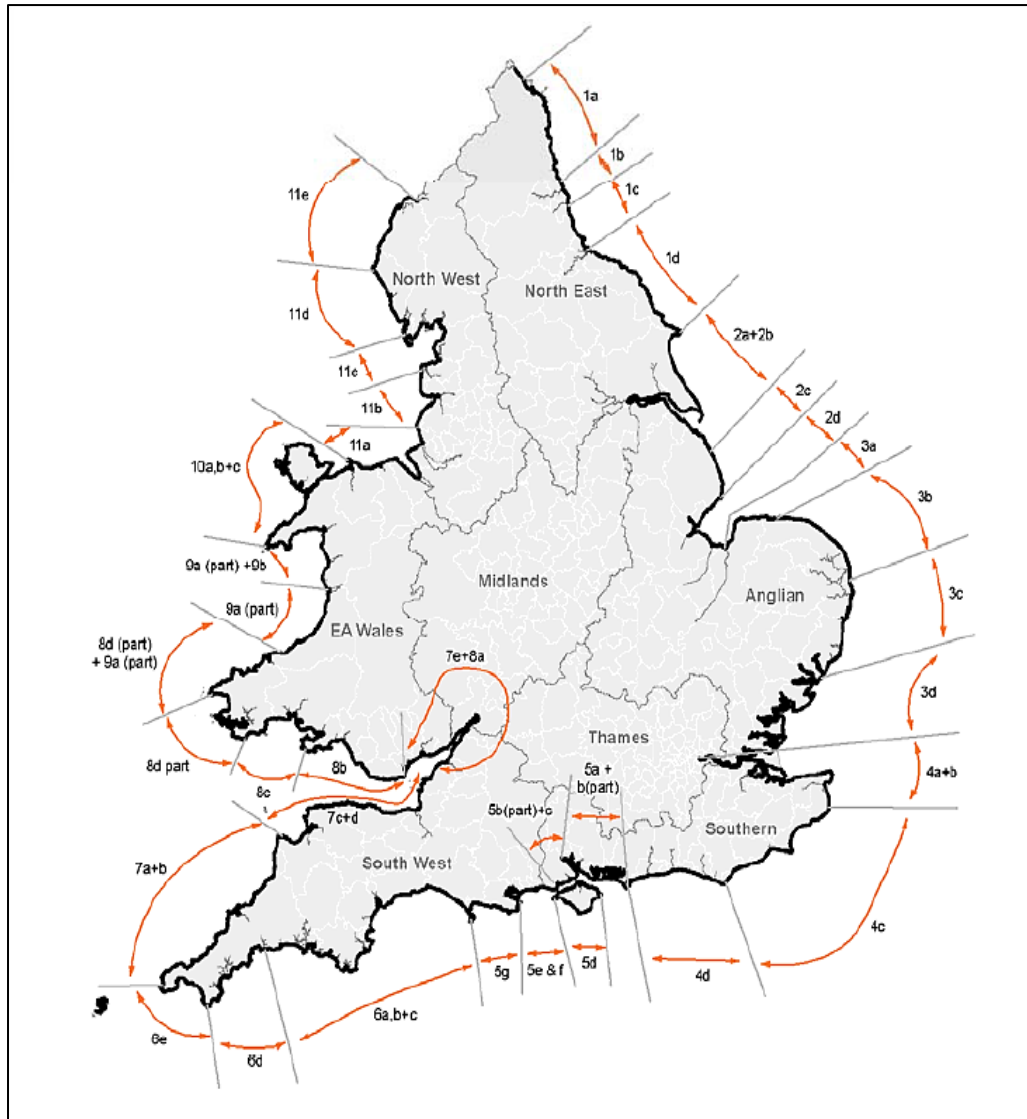 1a
1b
1c
1d
2a+2b
2c
2d
3a
3b
3c
3d
4a+b
4c
4d
5a +
b(part)
5b(part)+c
5d
5e & f
5g
6a,b+c
6d
6e
7a+b
7c+d
7e+8a
8b
8c
8d part
8d (part)
+ 9a (part)
9a (part)
9a (part) +9b
10a,b+c
11a
11b
11c
11d
11e
North West
North East
Midlands
Anglian
EA Wales
Thames
Southern
South West